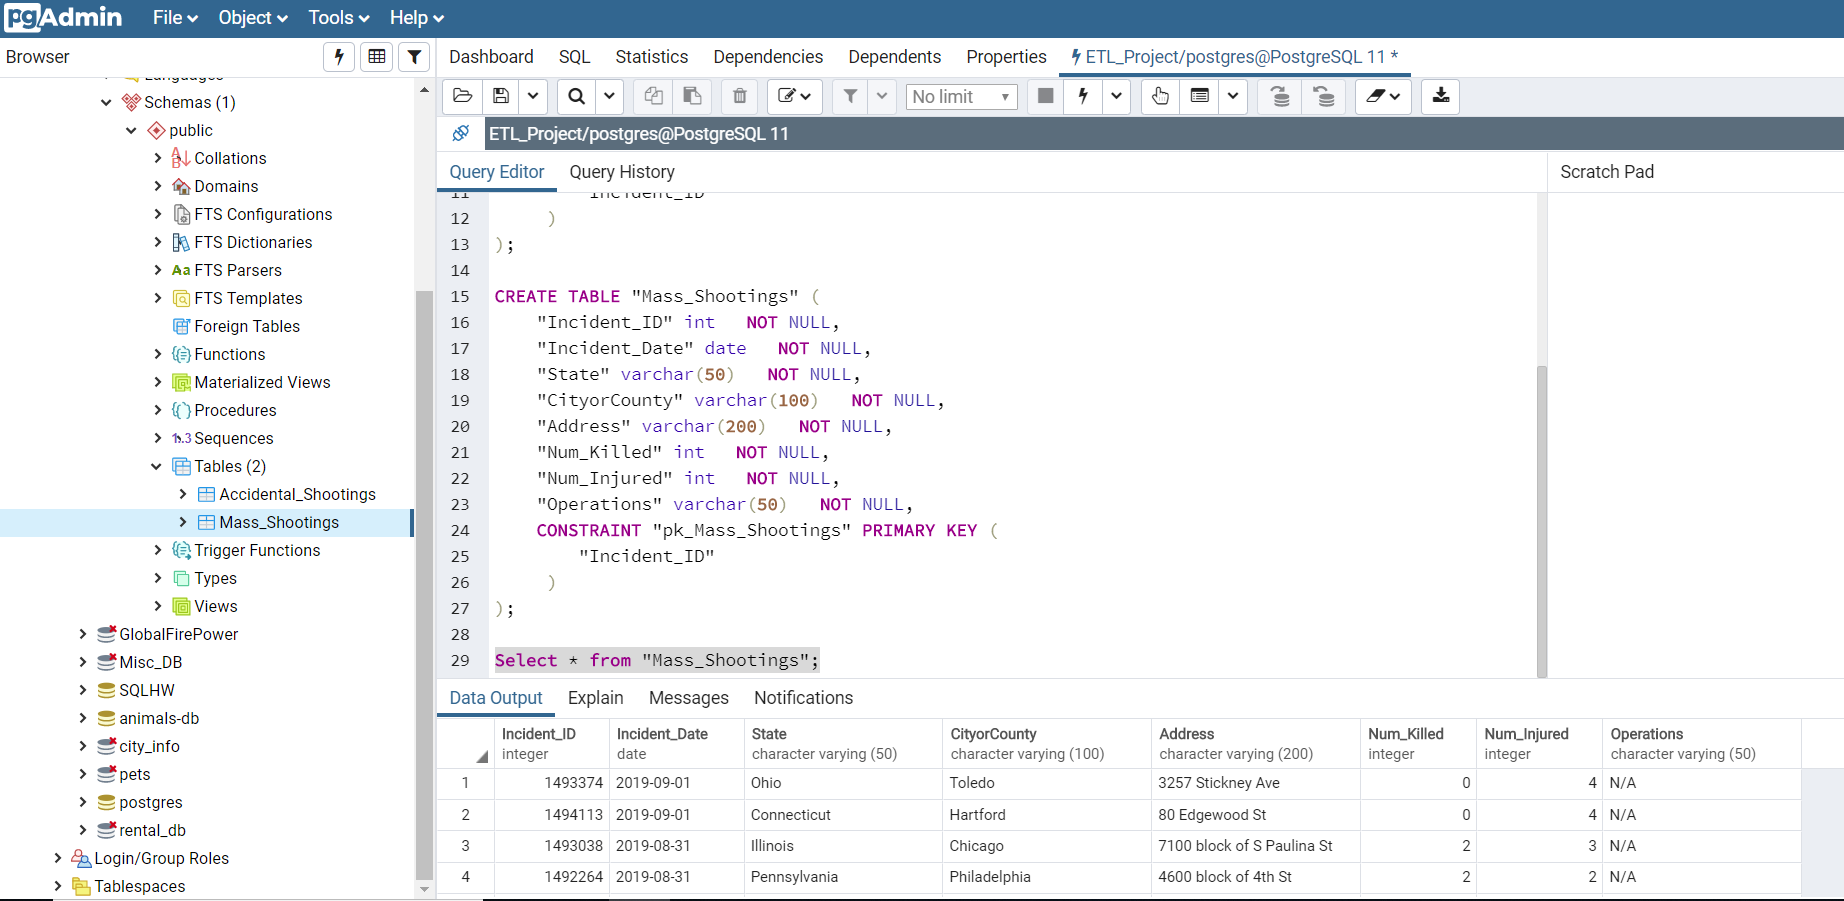 pgAdmin File Object Tools Help
Browser
Dashboard SQL Statistics Dependencies Dependents Properties ETL_Project/postgres@PostgreSQL 11 *
No limit
ETL_Project/postgres@PostgreSQL 11
Query Editor Query History
Scratch Pad
Languages
Schemas (1)
public
Collations
Domains
FTS Configurations
FTS Dictionaries
Aa FTS Parsers
FTS Templates
Foreign Tables
Functions
Materialized Views
Procedures
1..3 Sequences
Tables (2)
Accidental_Shootings
Mass_Shootings
Trigger Functions
Types
Views
GlobalFirePower
Misc_DB
SQLHW
animals-db
city_info
pets
postgres
rental_db
Login/Group Roles
Tablespaces
11 "Incident_ID"
12 )
13 );
14
15 CREATE TABLE "Mass_Shootings" (
16 "Incident_ID" int NOT NULL,
17 "Incident_Date" date NOT NULL,
18 "State" varchar(50) NOT NULL,
19 "CityorCounty" varchar(100) NOT NULL,
20 "Address" varchar(200) NOT NULL,
21 "Num_Killed" int NOT NULL,
22 "Num_Injured" int NOT NULL,
23 "Operations" varchar(50) NOT NULL,
24 CONSTRAINT "pk_Mass_Shootings" PRIMARY KEY (
25 "Incident_ID"
26 )
27 );
28
29 Select * from "Mass_Shootings";
Data Output Explain Messages Notifications
Incident_ID Incident_Date State CityorCounty Address Num_Killed Num_Injured Operations
integer date character varying (50) character varying (100) character varying (200) integer integer character varying (50)
1 1493374 2019-09-01 Ohio Toledo 3257 Stickney Ave 0 4 N/A
2 1494113 2019-09-01 Connecticut Hartford 80 Edgewood St 0 4 N/A
3 1493038 2019-08-31 Illinois Chicago 7100 block of S Paulina St 2 3 N/A
4 1492264 2019-08-31 Pennsylvania Philadelphia 4600 block of 4th St 2 2 N/A